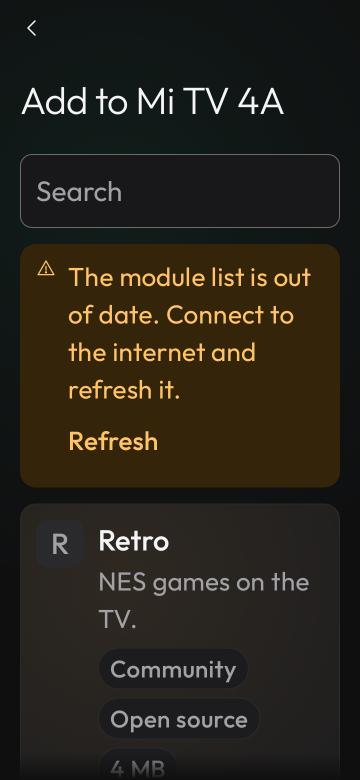 Add to Mi TV 4A
Search
The module list is out
of date. Connect to
the internet and
refresh it.
Refresh
R
Retro
NES games on the
TV.
Community
Open source
4 MB